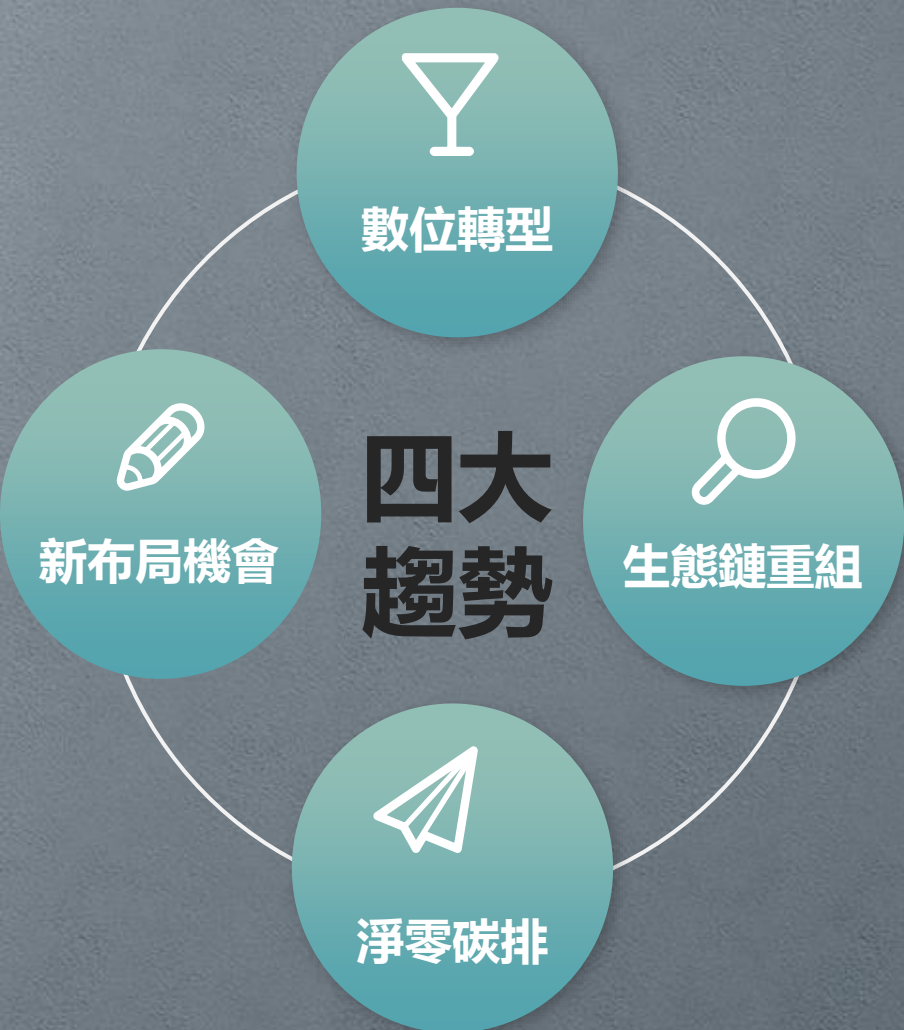 數位轉型
新布局機會
四大
趨勢
生態鏈重組
淨零碳排